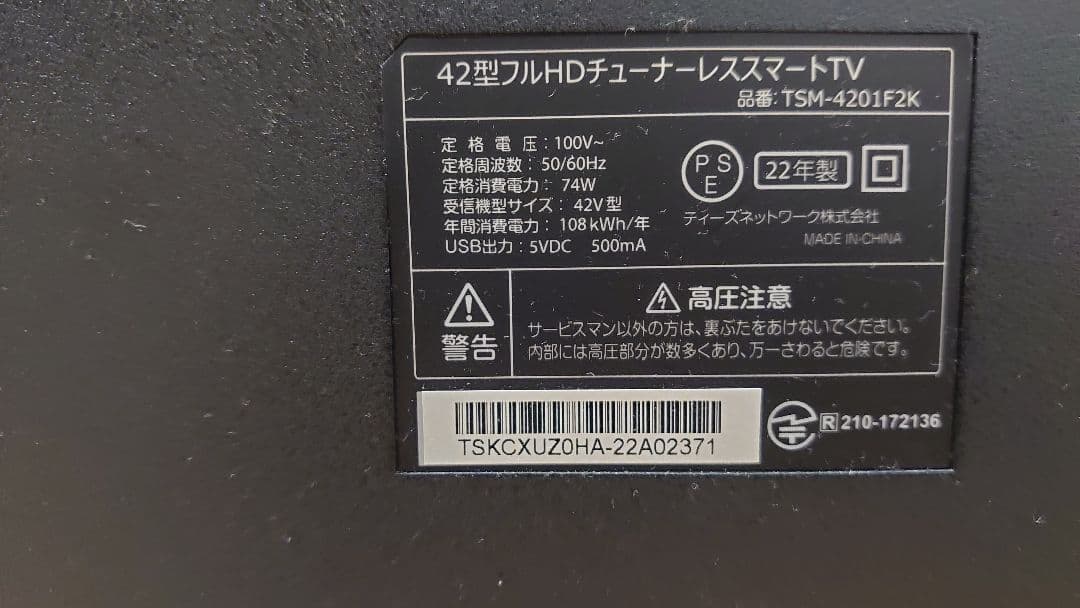 42型フルHDチューナーレススマートTV
品番: TSM-4201F2K
定格電圧：100V~
定格周波数：50/60Hz
定格消費電力：74W
受信機型サイズ：42V型
年間消費電力：108kWh/年
USB出力：5VDC 500mA
PSE
22年製
ティーズネットワーク株式会社
MADE IN CHINA
警告
高圧注意
サービスマン以外の方は、裏ぶたをあけないでください。
内部には高圧部分が数多くあり、万一さわると危険です。
TSKCXUZ0HA-22A02371
R 210-172136